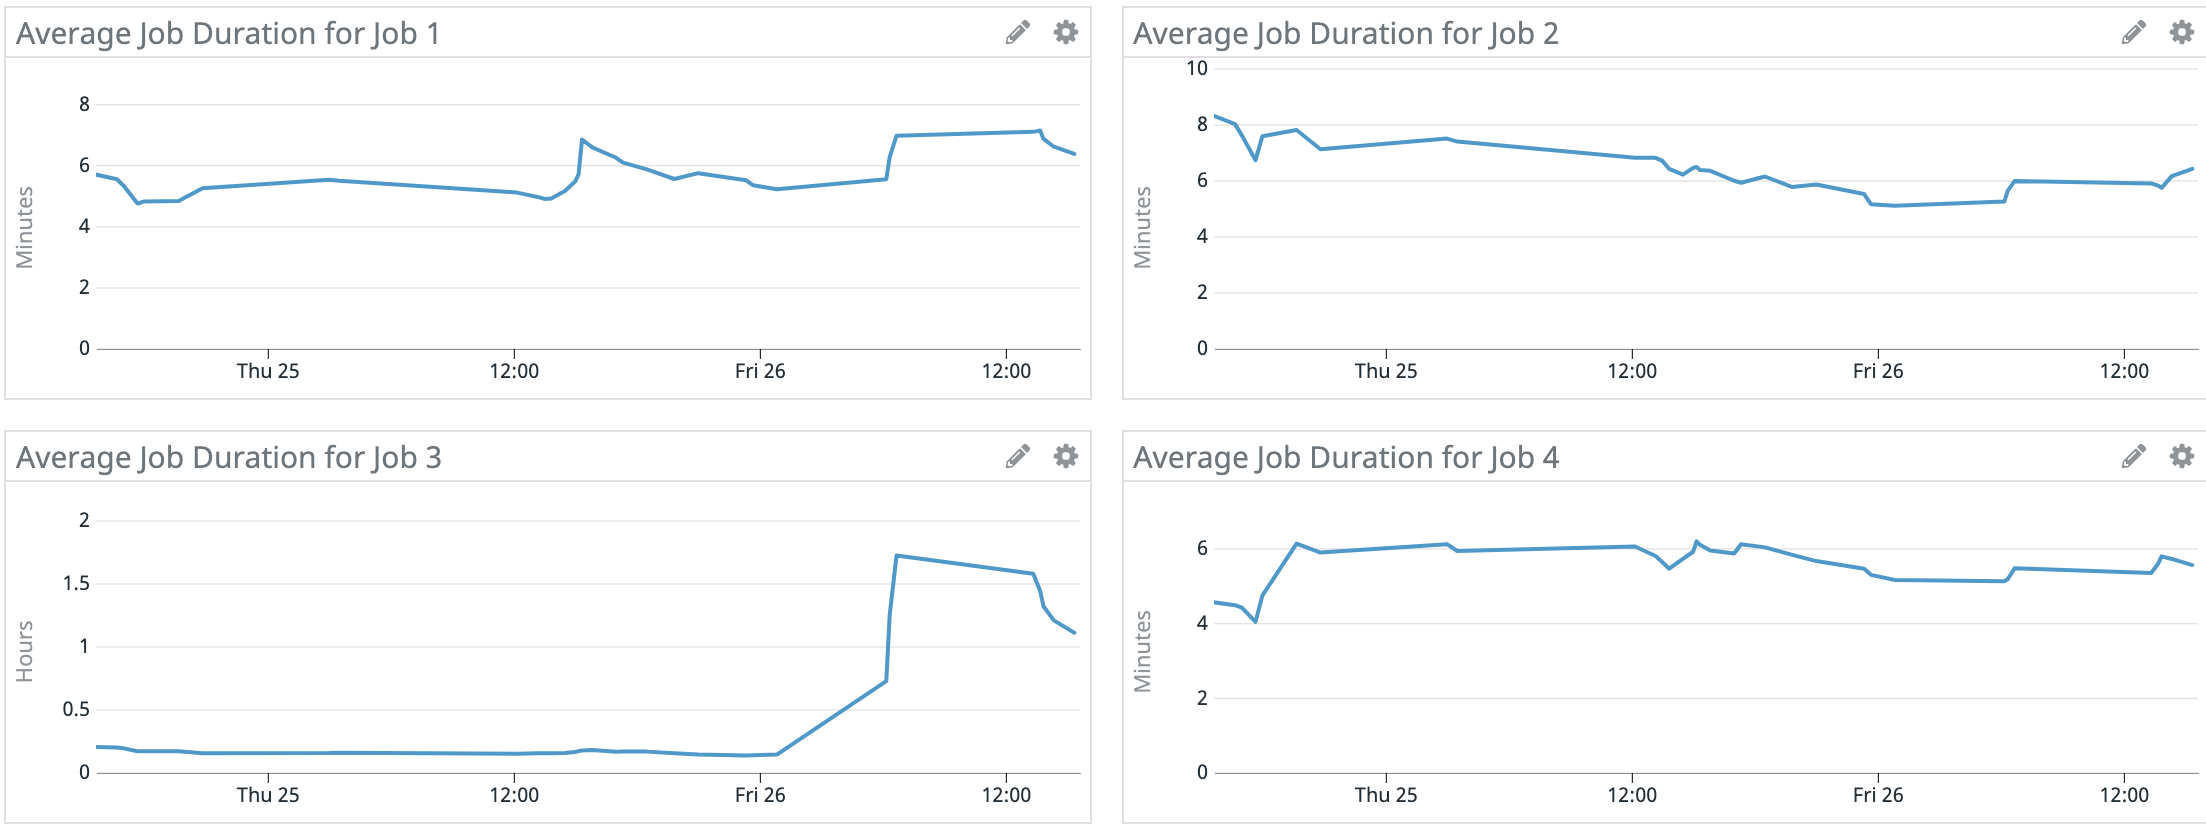 Average Job Duration for Job 1
Minutes
8
6
4
2
0
Thu 25 12:00 Fri 26 12:00
Average Job Duration for Job 2
Minutes
10
8
6
4
2
0
Thu 25 12:00 Fri 26 12:00
Average Job Duration for Job 3
Hours
2
1.5
1
0.5
0
Thu 25 12:00 Fri 26 12:00
Average Job Duration for Job 4
Minutes
6
4
2
0
Thu 25 12:00 Fri 26 12:00